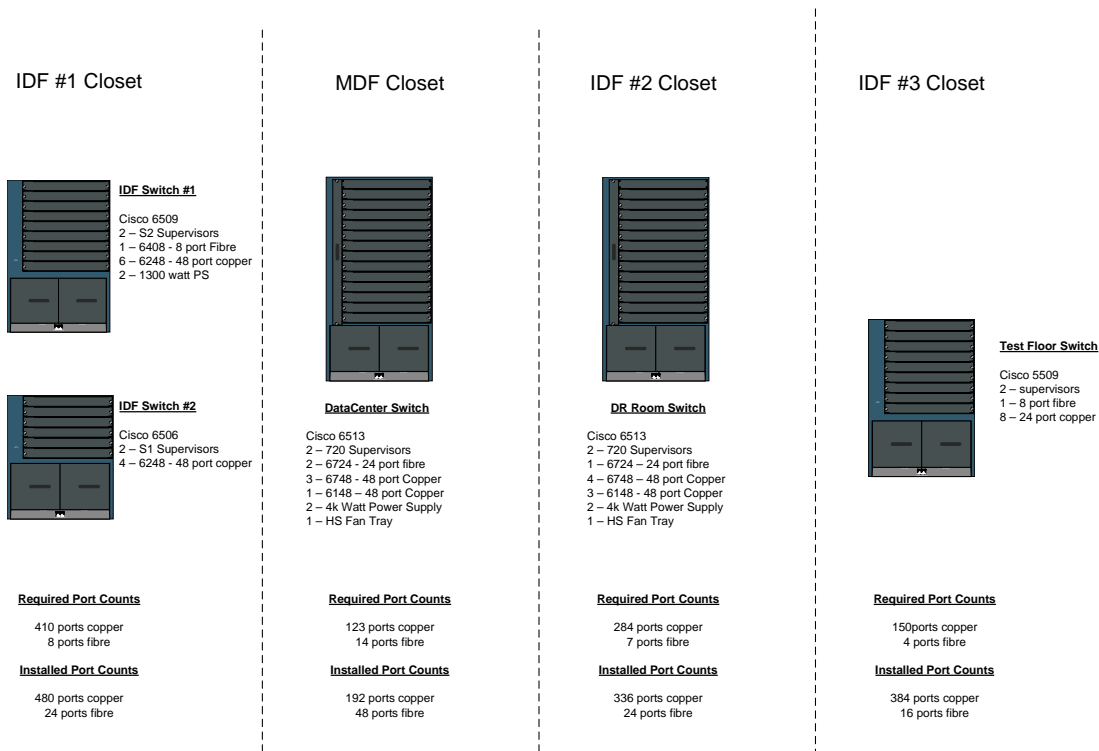 IDF #1 Closet
IDF Switch #1
Cisco 6509
2 – S2 Supervisors
1 – 6408 - 8 port Fibre
6 – 6248 - 48 port copper
2 – 1300 watt PS
IDF Switch #2
Cisco 6506
2 – S1 Supervisors
4 – 6248 - 48 port copper
Required Port Counts
410 ports copper
8 ports fibre
Installed Port Counts
480 ports copper
24 ports fibre
MDF Closet
DataCenter Switch
Cisco 6513
2 – 720 Supervisors
2 – 6724 - 24 port fibre
3 – 6748 - 48 port Copper
1 – 6148 – 48 port Copper
2 – 4k Watt Power Supply
1 – HS Fan Tray
Required Port Counts
123 ports copper
14 ports fibre
Installed Port Counts
192 ports copper
48 ports fibre
IDF #2 Closet
DR Room Switch
Cisco 6513
2 – 720 Supervisors
1 – 6724 – 24 port fibre
4 – 6748 – 48 port Copper
3 – 6148 - 48 port Copper
2 – 4k Watt Power Supply
1 – HS Fan Tray
Required Port Counts
284 ports copper
7 ports fibre
Installed Port Counts
336 ports copper
24 ports fibre
IDF #3 Closet
Test Floor Switch
Cisco 5509
2 – supervisors
1 – 8 port fibre
8 – 24 port copper
Required Port Counts
150ports copper
4 ports fibre
Installed Port Counts
384 ports copper
16 ports fibre